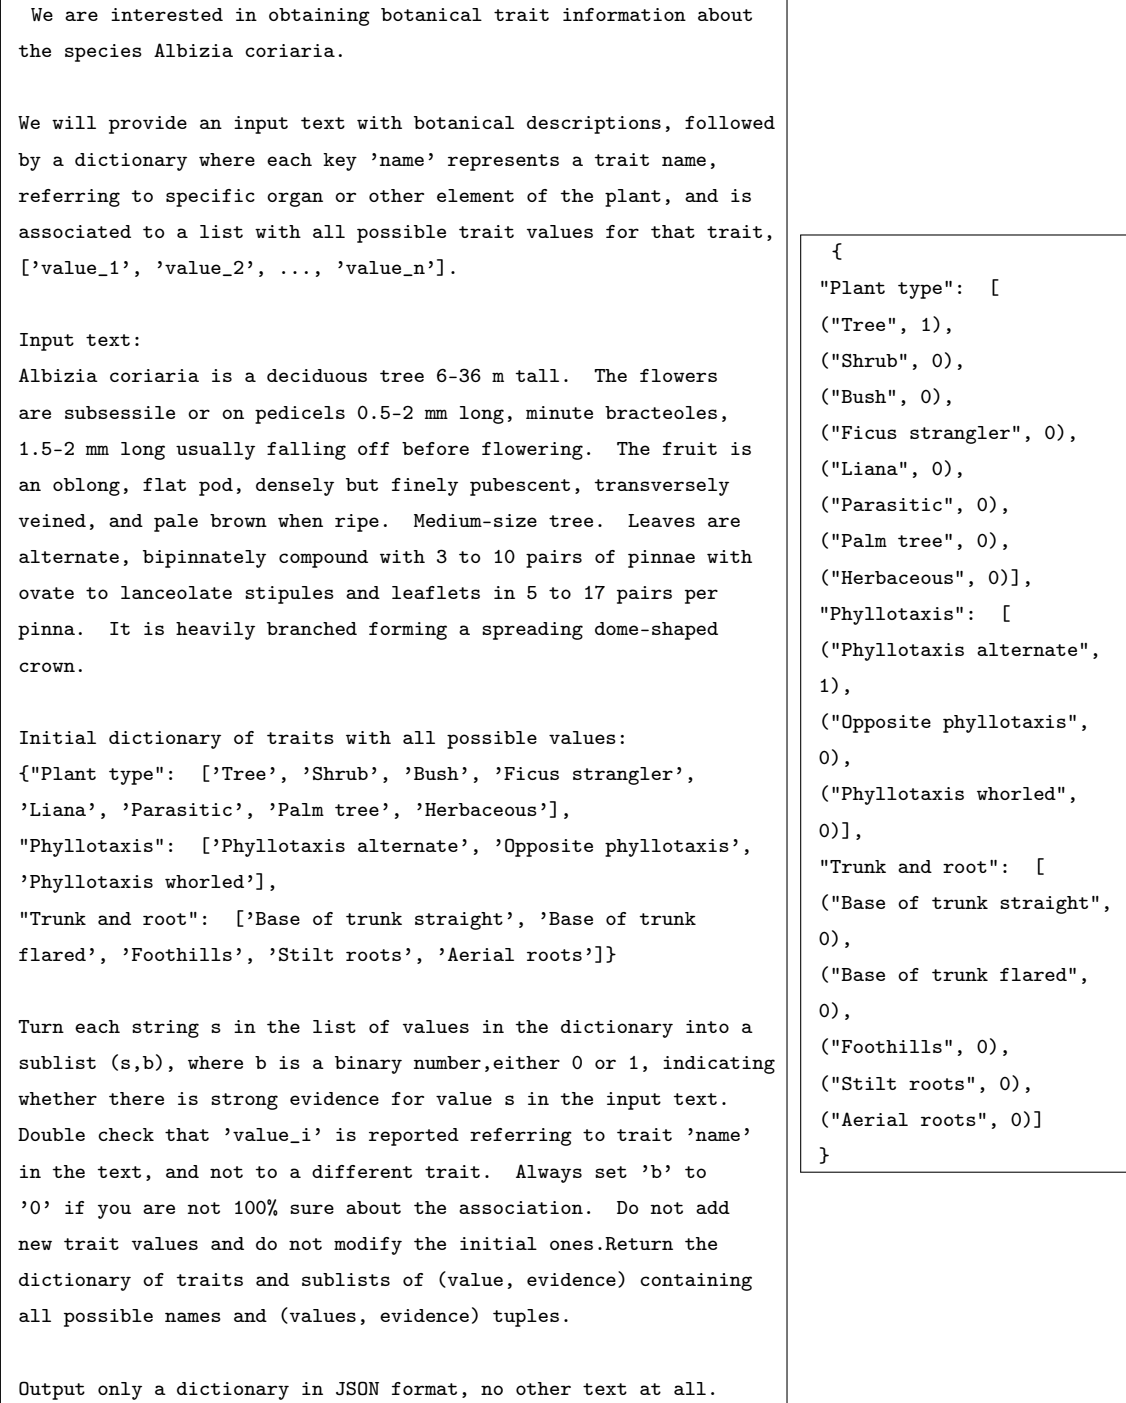 We are interested in obtaining botanical trait information about
the species Albizia coriaria.
We will provide an input text with botanical descriptions, followed
by a dictionary where each key ’name’ represents a trait name,
referring to specific organ or other element of the plant, and is
associated to a list with all possible trait values for that trait,
[’value_1’, ’value_2’, ..., ’value_n’].
Input text:
Albizia coriaria is a deciduous tree 6-36 m tall. The flowers
are subsessile or on pedicels 0.5-2 mm long, minute bracteoles,
1.5-2 mm long usually falling off before flowering. The fruit is
an oblong, flat pod, densely but finely pubescent, transversely
veined, and pale brown when ripe. Medium-size tree. Leaves are
alternate, bipinnately compound with 3 to 10 pairs of pinnae with
ovate to lanceolate stipules and leaflets in 5 to 17 pairs per
pinna. It is heavily branched forming a spreading dome-shaped
crown.
Initial dictionary of traits with all possible values:
{"Plant type": [’Tree’, ’Shrub’, ’Bush’, ’Ficus strangler’,
’Liana’, ’Parasitic’, ’Palm tree’, ’Herbaceous’],
"Phyllotaxis": [’Phyllotaxis alternate’, ’Opposite phyllotaxis’,
’Phyllotaxis whorled’],
"Trunk and root": [’Base of trunk straight’, ’Base of trunk
flared’, ’Foothills’, ’Stilt roots’, ’Aerial roots’]}
Turn each string s in the list of values in the dictionary into a
sublist (s,b), where b is a binary number,either 0 or 1, indicating
whether there is strong evidence for value s in the input text.
Double check that ’value_i’ is reported referring to trait ’name’
in the text, and not to a different trait. Always set ’b’ to
’0’ if you are not 100% sure about the association. Do not add
new trait values and do not modify the initial ones.Return the
dictionary of traits and sublists of (value, evidence) containing
all possible names and (values, evidence) tuples.
Output only a dictionary in JSON format, no other text at all.
{
"Plant type": [
("Tree", 1),
("Shrub", 0),
("Bush", 0),
("Ficus strangler", 0),
("Liana", 0),
("Parasitic", 0),
("Palm tree", 0),
("Herbaceous", 0)],
"Phyllotaxis": [
("Phyllotaxis alternate",
1),
("Opposite phyllotaxis",
0),
("Phyllotaxis whorled",
0)],
"Trunk and root": [
("Base of trunk straight",
0),
("Base of trunk flared",
0),
("Foothills", 0),
("Stilt roots", 0),
("Aerial roots", 0)]
}